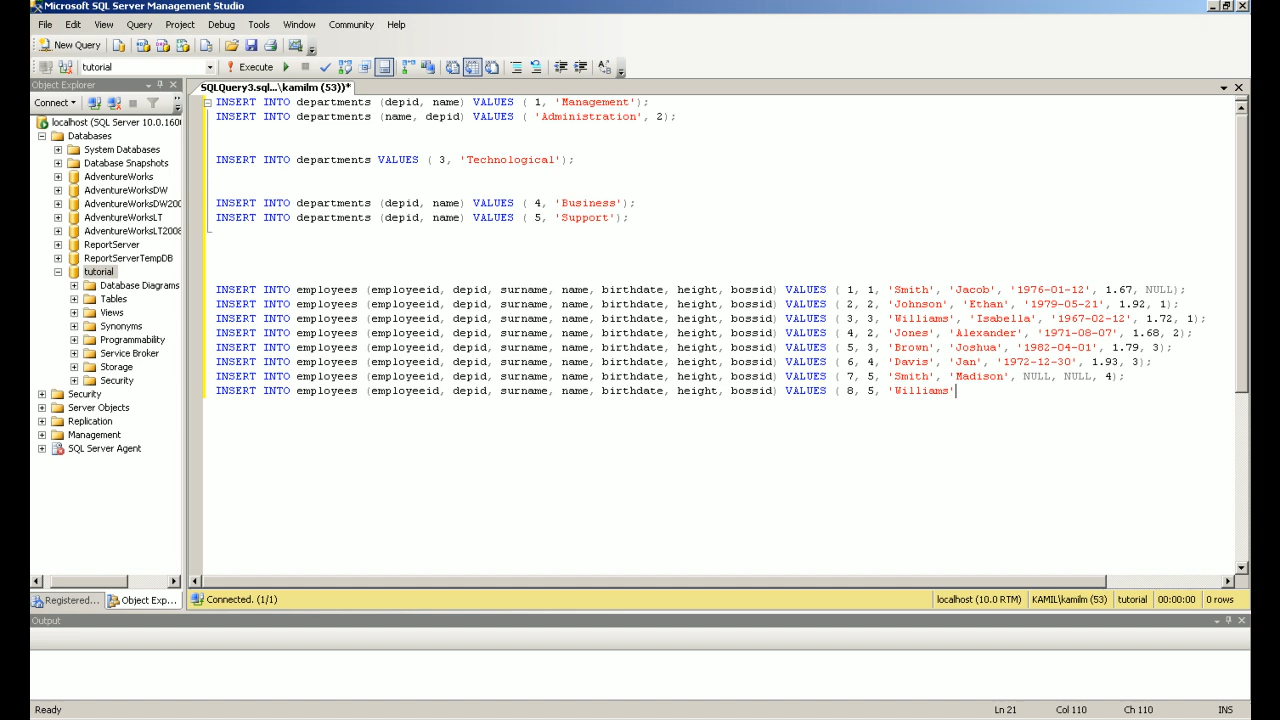 Microsoft SQL Server Management Studio
File Edit View Query Project Debug Tools Window Community Help
New Query
tutorial Execute
Object Explorer
SQLQuery3.sql...\kamilm (53))*
Connect
localhost (SQL Server 10.0.160
Databases
System Databases
Database Snapshots
AdventureWorks
AdventureWorksDW
AdventureWorksDW200
AdventureWorksLT
AdventureWorksLT2008
ReportServer
ReportServerTempDB
tutorial
Database Diagrams
Tables
Views
Synonyms
Programmability
Service Broker
Storage
Security
Security
Server Objects
Replication
Management
SQL Server Agent
Registered... Object Exp...
INSERT INTO departments (depid, name) VALUES ( 1, 'Management');
INSERT INTO departments (name, depid) VALUES ( 'Administration', 2);
INSERT INTO departments VALUES ( 3, 'Technological');
INSERT INTO departments (depid, name) VALUES ( 4, 'Business');
INSERT INTO departments (depid, name) VALUES ( 5, 'Support');
INSERT INTO employees (employeeid, depid, surname, name, birthdate, height, bossid) VALUES ( 1, 1, 'Smith', 'Jacob', '1976-01-12', 1.67, NULL);
INSERT INTO employees (employeeid, depid, surname, name, birthdate, height, bossid) VALUES ( 2, 2, 'Johnson', 'Ethan', '1979-05-21', 1.92, 1);
INSERT INTO employees (employeeid, depid, surname, name, birthdate, height, bossid) VALUES ( 3, 3, 'Williams', 'Isabella', '1967-02-12', 1.72, 1);
INSERT INTO employees (employeeid, depid, surname, name, birthdate, height, bossid) VALUES ( 4, 2, 'Jones', 'Alexander', '1971-08-07', 1.68, 2);
INSERT INTO employees (employeeid, depid, surname, name, birthdate, height, bossid) VALUES ( 5, 3, 'Brown', 'Joshua', '1982-04-01', 1.79, 3);
INSERT INTO employees (employeeid, depid, surname, name, birthdate, height, bossid) VALUES ( 6, 4, 'Davis', 'Jan', '1972-12-30', 1.93, 3);
INSERT INTO employees (employeeid, depid, surname, name, birthdate, height, bossid) VALUES ( 7, 5, 'Smith', 'Madison', NULL, NULL, 4);
INSERT INTO employees (employeeid, depid, surname, name, birthdate, height, bossid) VALUES ( 8, 5, 'Williams'
Connected. (1/1) localhost (10.0 RTM) KAMIL\kamilm (53) tutorial 00:00:00 0 rows
Output
Ready Ln 21 Col 110 Ch 110 INS